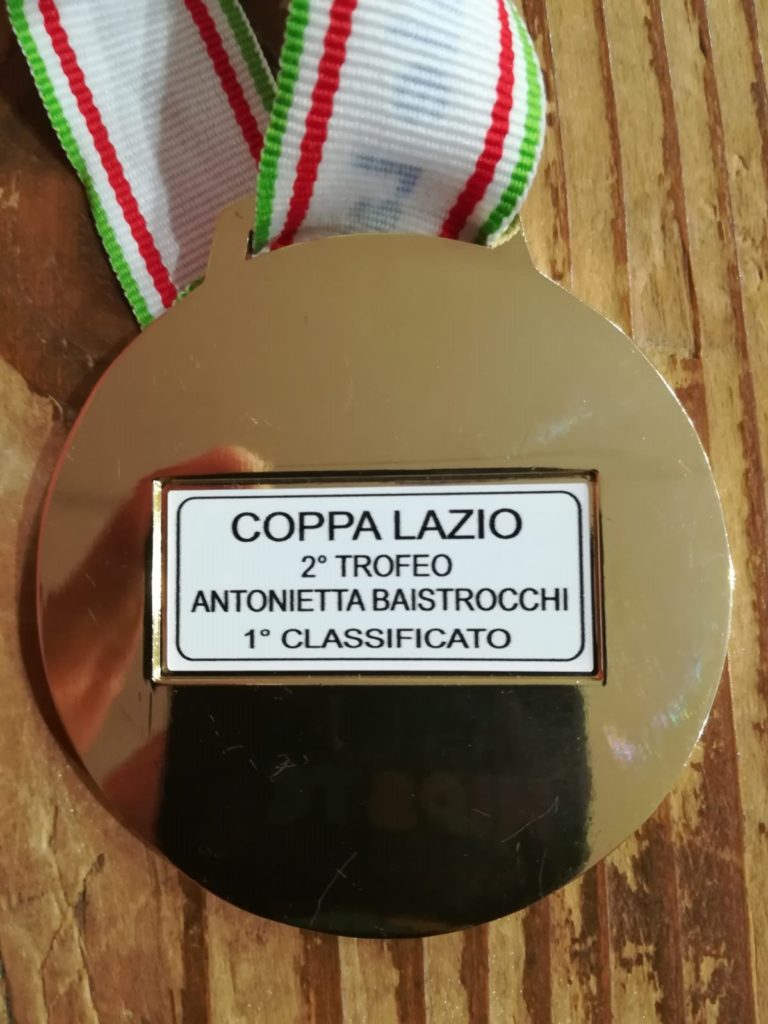 COPPA LAZIO
2° TROFEO
ANTONIETTA BAISTROCCHI
1° CLASSIFICATO